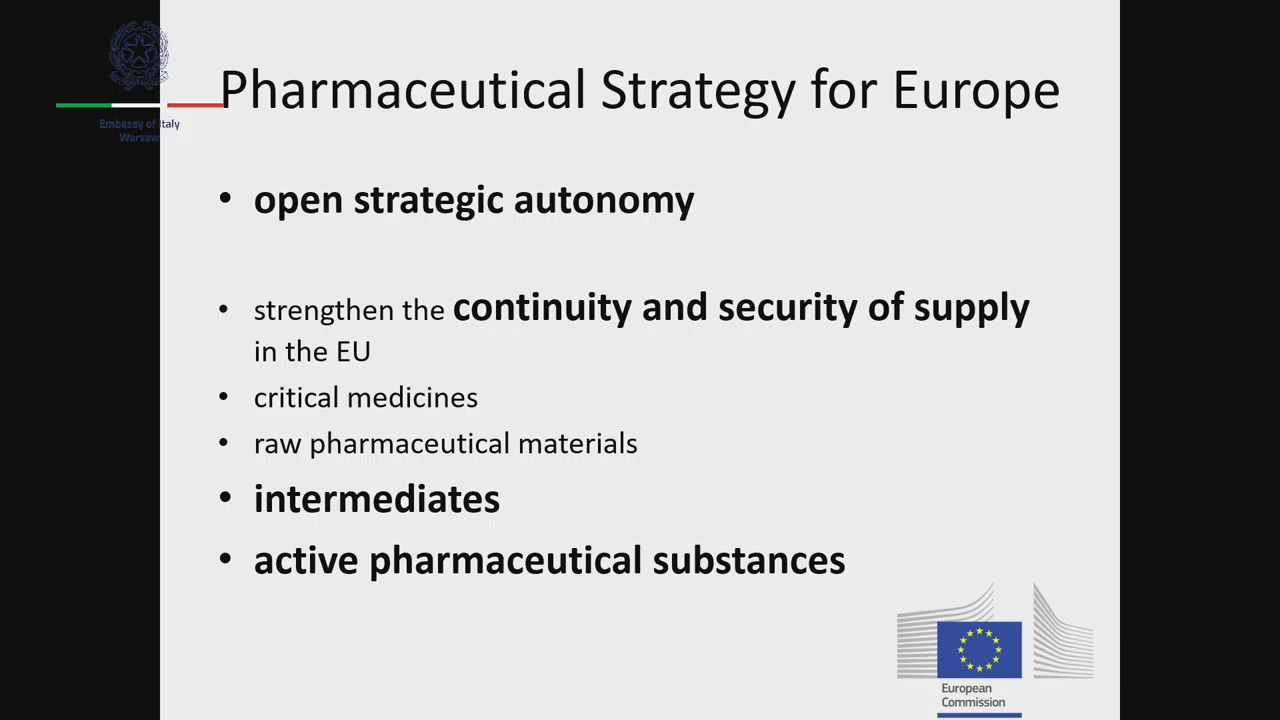 Embassy of Italy
Warsaw
Pharmaceutical Strategy for Europe
• open strategic autonomy
• strengthen the continuity and security of supply
in the EU
• critical medicines
• raw pharmaceutical materials
• intermediates
• active pharmaceutical substances
European
Commission